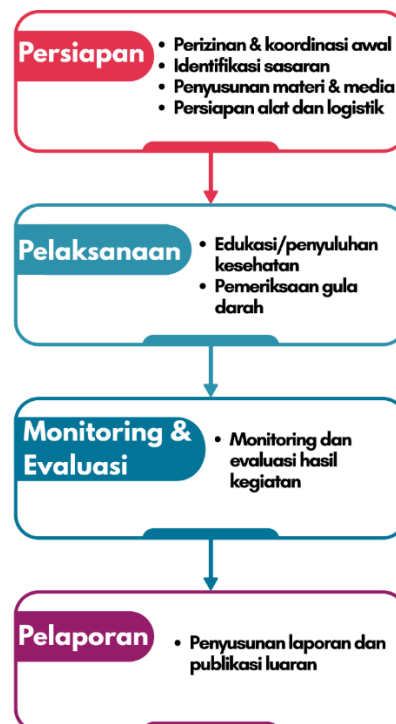 Persiapan
• Perizinan & koordinasi awal
• Identifikasi sasaran
• Penyusunan materi & media
• Persiapan alat dan logistik
Pelaksanaan
• Edukasi/penyuluhan
kesehatan
• Pemeriksaan gula
darah
Monitoring &
Evaluasi
• Monitoring dan
evaluasi hasil
kegiatan
Pelaporan
• Penyusunan laporan dan
publikasi luaran